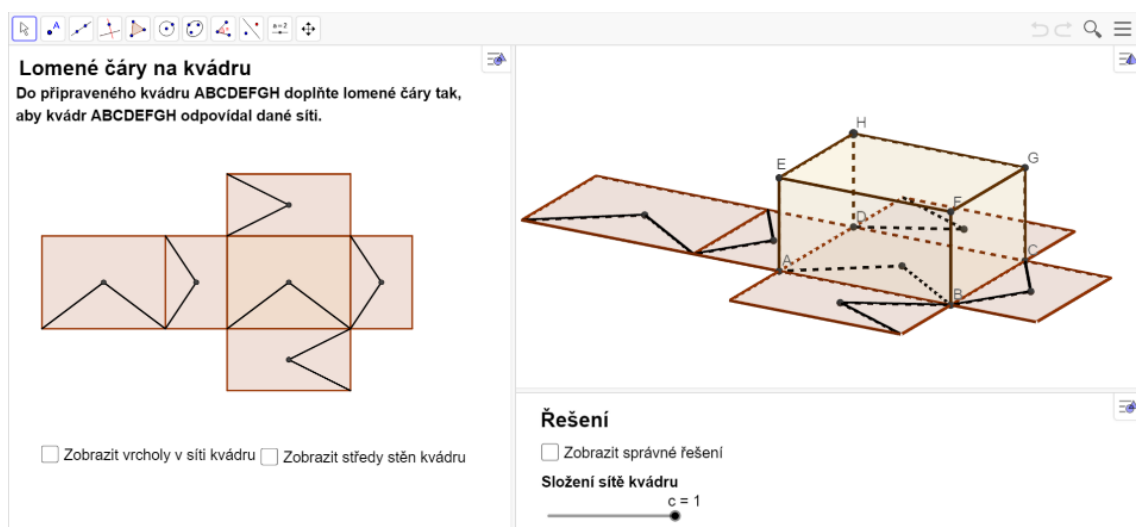 A
a=2
Lomené čáry na kvádru
Do připraveného kvádru ABCDEFGH doplňte lomené čáry tak,
aby kvádr ABCDEFGH odpovídal dané síti.
Zobrazit vrcholy v síti kvádru
Zobrazit středy stěn kvádru
H
G
E
F
D
C
A
B
Řešení
Zobrazit správné řešení
Složení sítě kvádru
c = 1